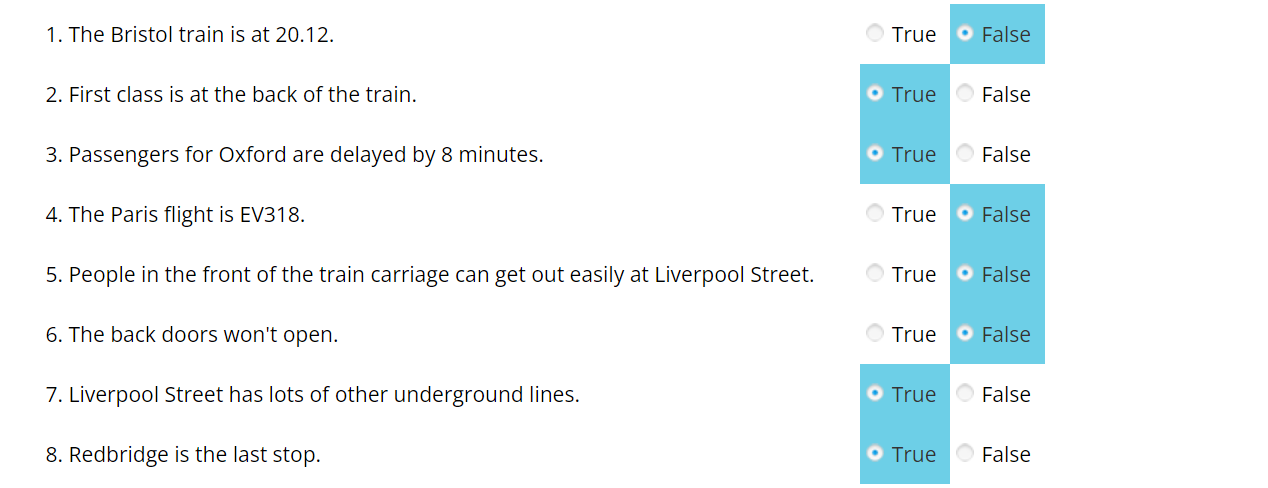 1. The Bristol train is at 20.12. True False
2. First class is at the back of the train. True False
3. Passengers for Oxford are delayed by 8 minutes. True False
4. The Paris flight is EV318. True False
5. People in the front of the train carriage can get out easily at Liverpool Street. True False
6. The back doors won't open. True False
7. Liverpool Street has lots of other underground lines. True False
8. Redbridge is the last stop. True False